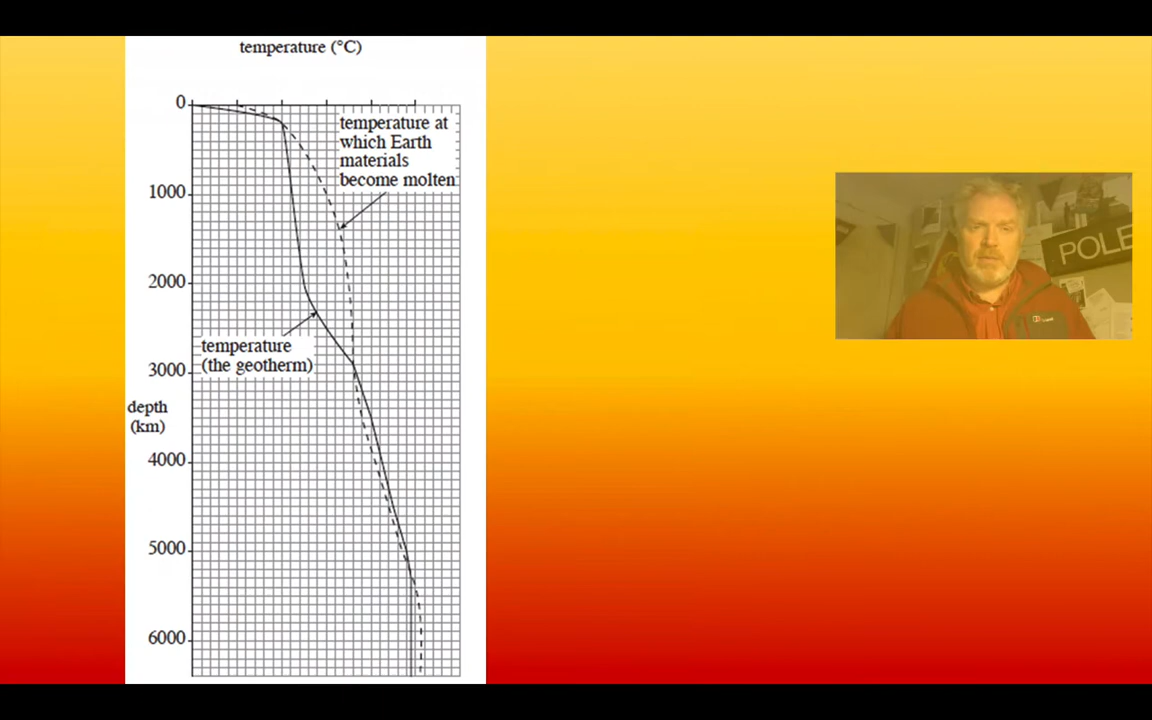 temperature (°C)
0
temperature at
which Earth
materials
become molten
1000
2000
temperature
(the geotherm)
3000
depth
(km)
4000
5000
6000
POLE